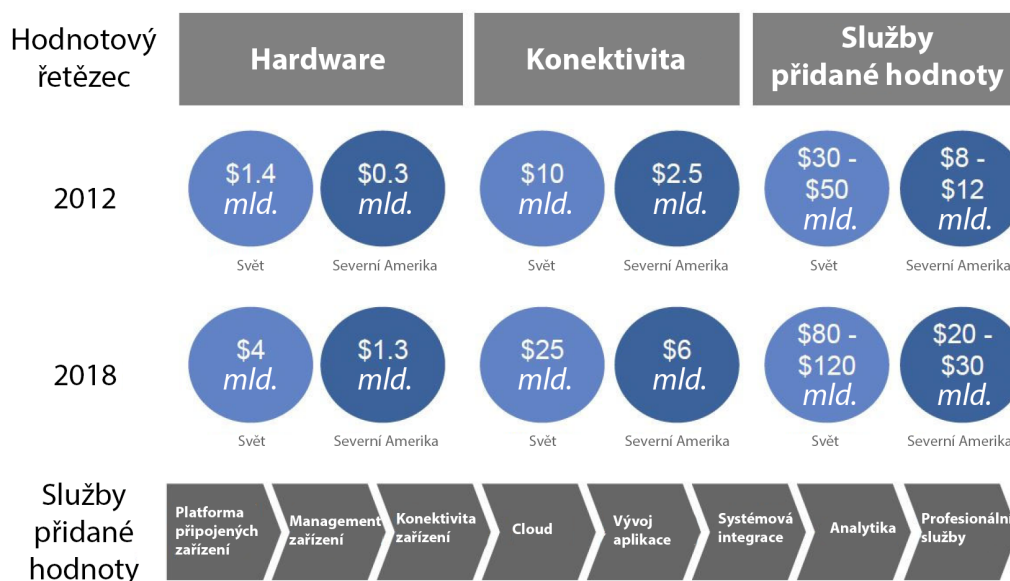 Hodnotový
řetězec
Hardware
Konektivita
Služby
přidané hodnoty
2012
$1.4
mld.
Svět
$0.3
mld.
Severní Amerika
$10
mld.
Svět
$2.5
mld.
Severní Amerika
$30 -
$50
mld.
Svět
$8 -
$12
mld.
Severní Amerika
2018
$4
mld.
Svět
$1.3
mld.
Severní Amerika
$25
mld.
Svět
$6
mld.
Severní Amerika
$80 -
$120
mld.
Svět
$20 -
$30
mld.
Severní Amerika
Služby
přidané
hodnoty
Platforma
připojených
zařízení
Management
zařízení
Konektivita
zařízení
Cloud
Vývoj
aplikace
Systémová
integrace
Analytika
Profesionální
služby